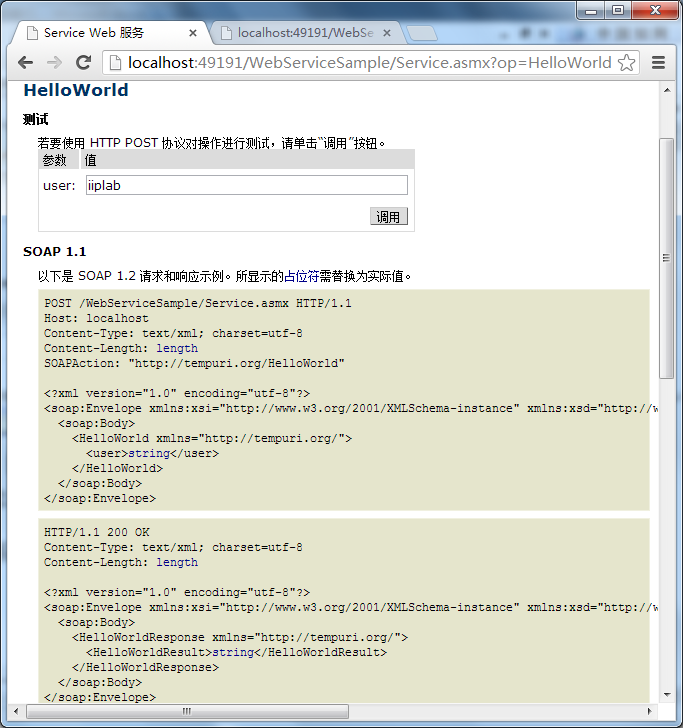 Service Web 服务
localhost:49191/WebSe
localhost:49191/WebServiceSample/Service.asmx?op=HelloWorld
HelloWorld
测试
若要使用 HTTP POST 协议对操作进行测试，请单击“调用”按钮。
参数 值
user: iiplab
调用
SOAP 1.1
以下是 SOAP 1.2 请求和响应示例。所显示的占位符需替换为实际值。
POST /WebServiceSample/Service.asmx HTTP/1.1
Host: localhost
Content-Type: text/xml; charset=utf-8
Content-Length: length
SOAPAction: "http://tempuri.org/HelloWorld"
<?xml version="1.0" encoding="utf-8"?>
<soap:Envelope xmlns:xsi="http://www.w3.org/2001/XMLSchema-instance" xmlns:xsd="http://w
<soap:Body>
<HelloWorld xmlns="http://tempuri.org/">
<user>string</user>
</HelloWorld>
</soap:Body>
</soap:Envelope>
HTTP/1.1 200 OK
Content-Type: text/xml; charset=utf-8
Content-Length: length
<?xml version="1.0" encoding="utf-8"?>
<soap:Envelope xmlns:xsi="http://www.w3.org/2001/XMLSchema-instance" xmlns:xsd="http://w
<soap:Body>
<HelloWorldResponse xmlns="http://tempuri.org/">
<HelloWorldResult>string</HelloWorldResult>
</HelloWorldResponse>
</soap:Body>
</soap:Envelope>